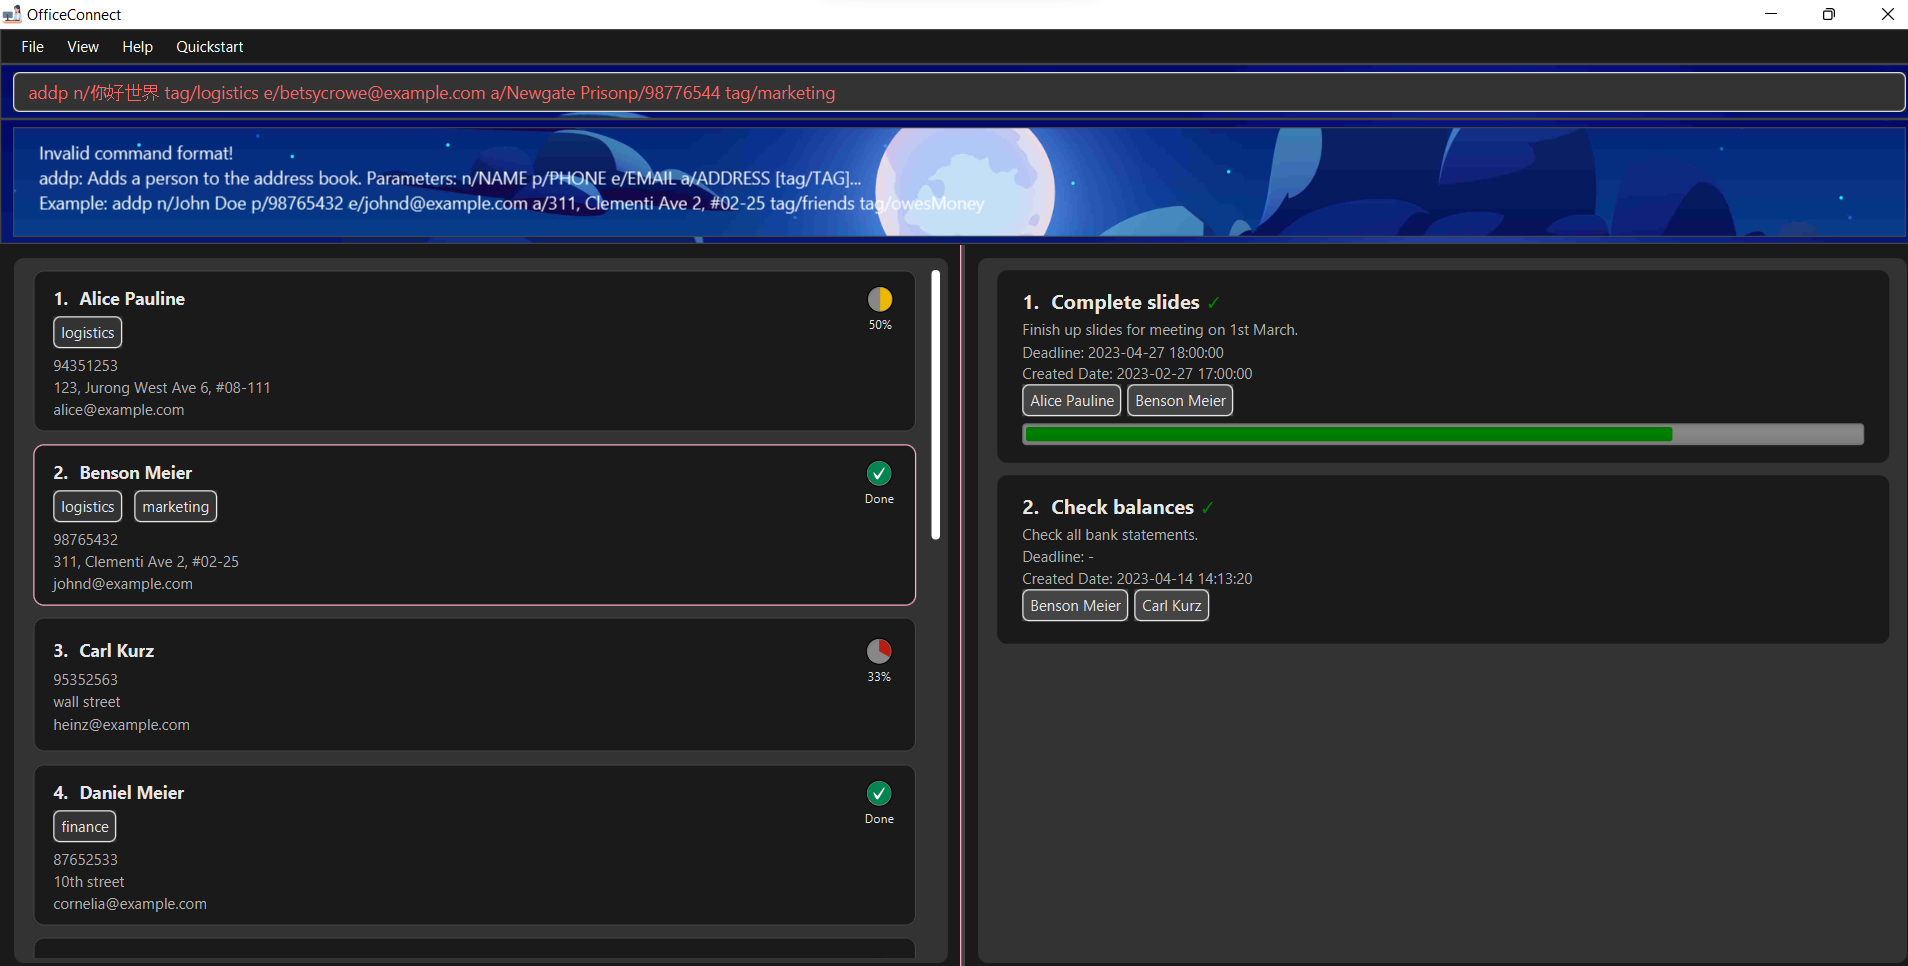 OfficeConnect
File View Help Quickstart
addp n/你好世界 tag/logistics e/betsycrowe@example.com a/Newgate Prisonp/98776544 tag/marketing
Invalid command format!
addp: Adds a person to the address book. Parameters: n/NAME p/PHONE e/EMAIL a/ADDRESS [tag/TAG]...
Example: addp n/John Doe p/98765432 e/johnd@example.com a/311, Clementi Ave 2, #02-25 tag/friends tag/owesMoney
1. Alice Pauline
50%
logistics
94351253
123, Jurong West Ave 6, #08-111
alice@example.com
2. Benson Meier
Done
logistics marketing
98765432
311, Clementi Ave 2, #02-25
johnd@example.com
3. Carl Kurz
33%
95352563
wall street
heinz@example.com
4. Daniel Meier
Done
finance
87652533
10th street
cornelia@example.com
1. Complete slides ✓
Finish up slides for meeting on 1st March.
Deadline: 2023-04-27 18:00:00
Created Date: 2023-02-27 17:00:00
Alice Pauline Benson Meier
2. Check balances ✓
Check all bank statements.
Deadline: -
Created Date: 2023-04-14 14:13:20
Benson Meier Carl Kurz